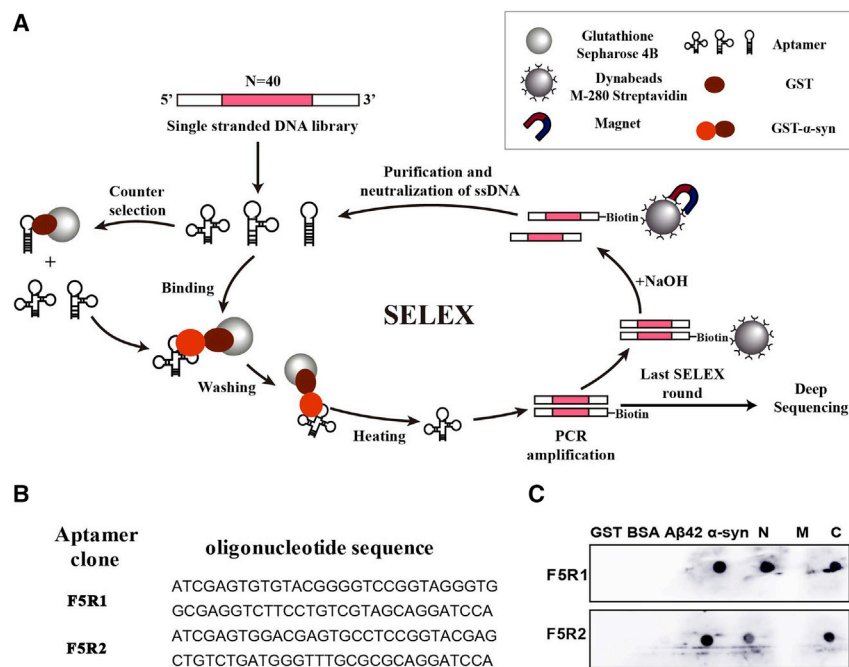 A
Glutathione
Sepharose 4B
Aptamer
Dynabeads
M-280 Streptavidin
GST
Magnet
GST-α-syn
N=40
5’
3’
Single stranded DNA library
Counter
selection
Purification and
neutralization of ssDNA
Biotin
+
Binding
SELEX
+NaOH
Biotin
Washing
Heating
Biotin
PCR
amplification
Last SELEX
round
Deep
Sequencing
B
Aptamer
clone
oligonucleotide sequence
F5R1
ATCGAGTGTGTACGGGGTCCGGTAGGGTG
GCGAGGTCTTCCTGTCGTAGCAGGATCCA
F5R2
ATCGAGTGGACGAGTGCCTCCGGTACGAG
CTGTCTGATGGGTTTGCGCGCAGGATCCA
C
GST BSA Aβ42 α-syn N M C
F5R1
F5R2